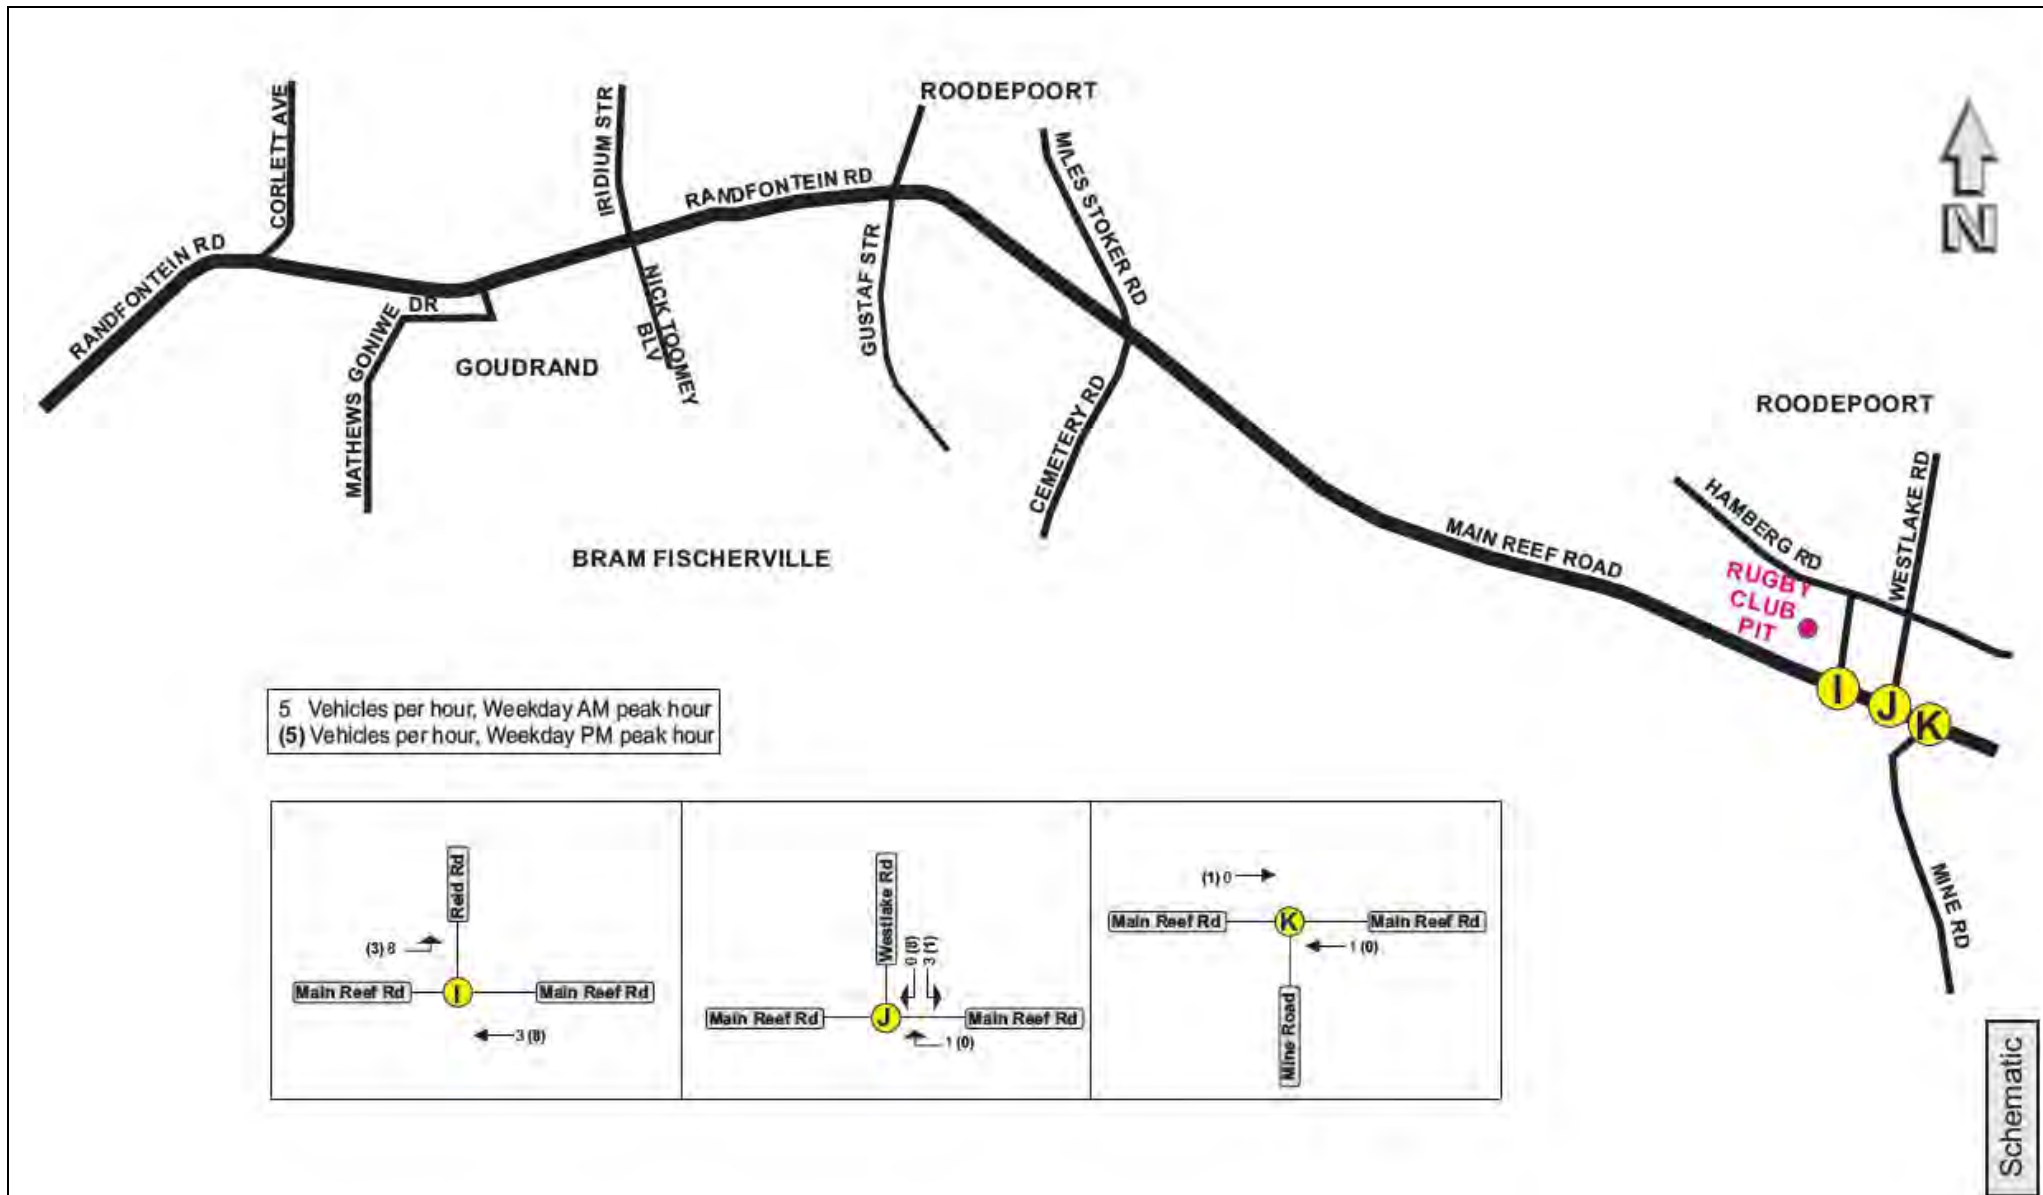 CORLETT AVE
IRIDIUM STR
ROODEPOORT
MILES STOKER RD
RANDFONTEIN RD
RANDFONTEIN RD
N
GUSTAF STR
NICK TOOMEY
BLV
MATHEWS GONIWE DR
GOUDRAND
CEMETERY RD
ROODEPOORT
BRAM FISCHERVILLE
MAIN REEF ROAD
HAMBERG RD
WESTLAKE RD
RUGBY
CLUB
PIT
I
J
K
MINE RD
5 Vehicles per hour, Weekday AM peak hour
(5) Vehicles per hour, Weekday PM peak hour
Reid Rd
(3) 8
Main Reef Rd
I
Main Reef Rd
3 (8)
Westlake Rd
0 (8)
3 (1)
Main Reef Rd
J
Main Reef Rd
1 (0)
(1) 0
Main Reef Rd
K
Main Reef Rd
1 (0)
Mine Road
Schematic